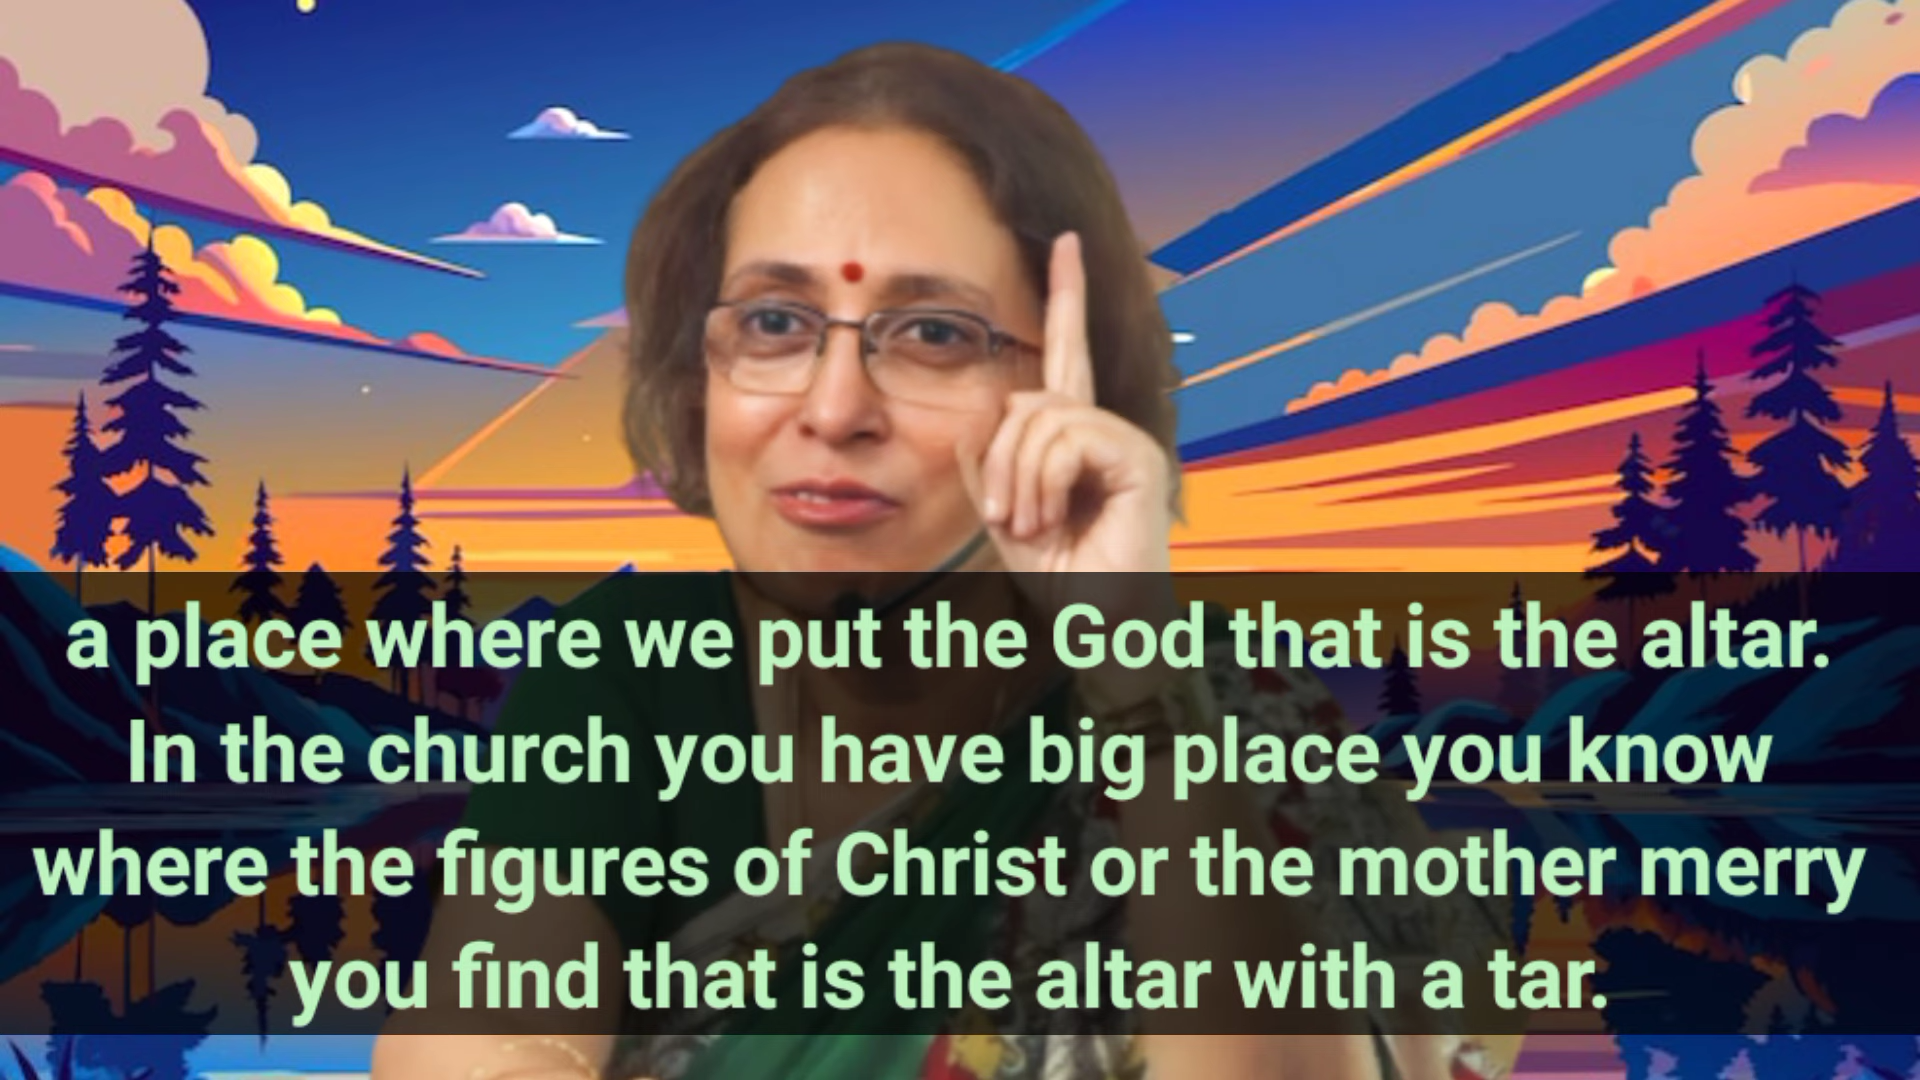 a place where we put the God that is the altar.
In the church you have big place you know
where the figures of Christ or the mother merry
you find that is the altar with a tar.